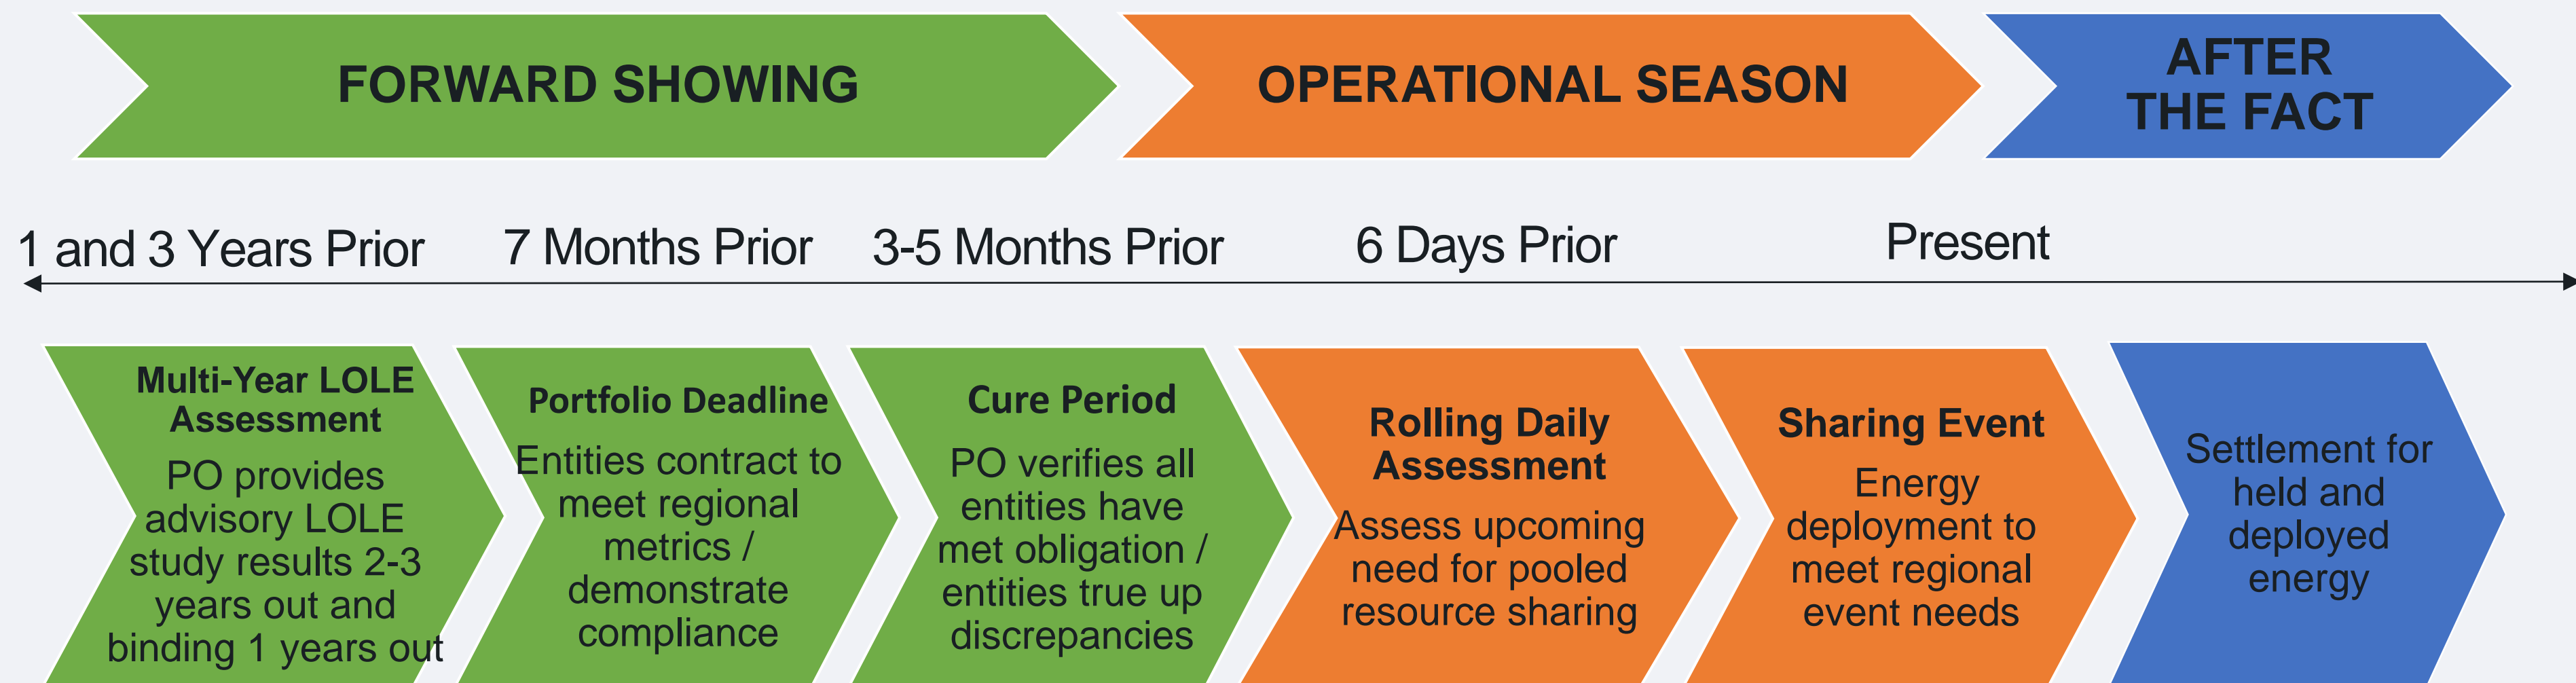 FORWARD SHOWING
OPERATIONAL SEASON
AFTER
THE FACT
1 and 3 Years Prior
7 Months Prior
3-5 Months Prior
6 Days Prior
Present
Multi-Year LOLE
Assessment
PO provides
advisory LOLE
study results 2-3
years out and
binding 1 years out
Portfolio Deadline
Entities contract to
meet regional
metrics /
demonstrate
compliance
Cure Period
PO verifies all
entities have
met obligation /
entities true up
discrepancies
Rolling Daily
Assessment
Assess upcoming
need for pooled
resource sharing
Sharing Event
Energy
deployment to
meet regional
event needs
Settlement for
held and
deployed
energy